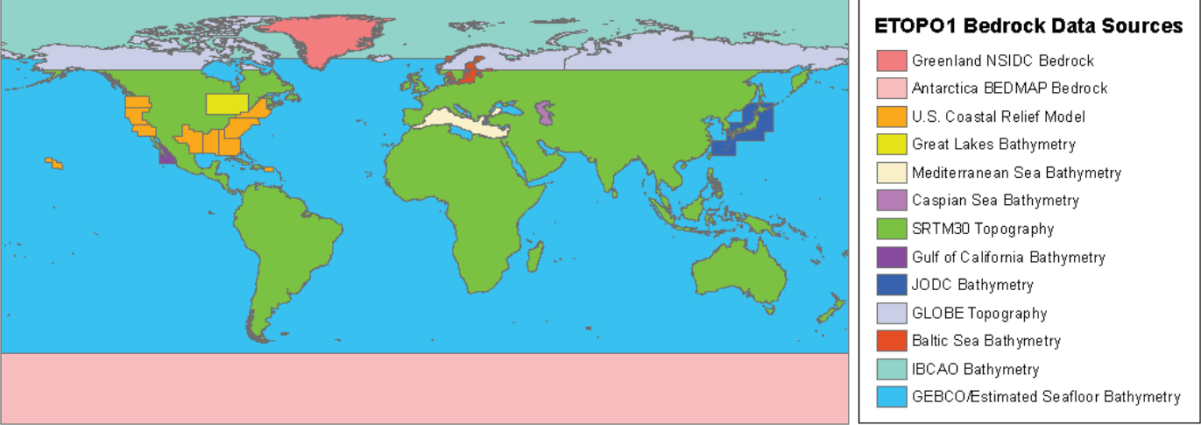 ETOPO1 Bedrock Data Sources
Greenland NSIDC Bedrock
Antarctica BEDMAP Bedrock
U.S. Coastal Relief Model
Great Lakes Bathymetry
Mediterranean Sea Bathymetry
Caspian Sea Bathymetry
SRTM30 Topography
Gulf of California Bathymetry
JODC Bathymetry
GLOBE Topography
Baltic Sea Bathymetry
IBCAO Bathymetry
GEBCO/Estimated Seafloor Bathymetry